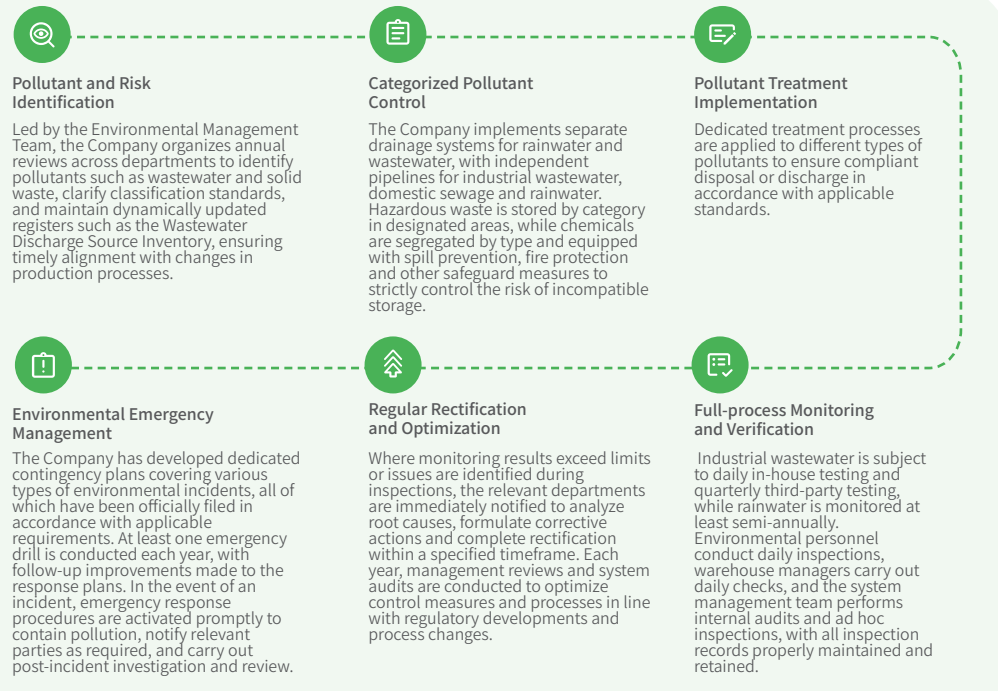 Pollutant and Risk
Identification
Led by the Environmental Management
Team, the Company organizes annual
reviews across departments to identify
pollutants such as wastewater and solid
waste, clarify classification standards,
and maintain dynamically updated
registers such as the Wastewater
Discharge Source Inventory, ensuring
timely alignment with changes in
production processes.
Categorized Pollutant
Control
The Company implements separate
drainage systems for rainwater and
wastewater, with independent
pipelines for industrial wastewater,
domestic sewage and rainwater.
Hazardous waste is stored by category
in designated areas, while chemicals
are segregated by type and equipped
with spill prevention, fire protection
and other safeguard measures to
strictly control the risk of incompatible
storage.
Pollutant Treatment
Implementation
Dedicated treatment processes
are applied to different types of
pollutants to ensure compliant
disposal or discharge in
accordance with applicable
standards.
Full-process Monitoring
and Verification
Industrial wastewater is subject
to daily in-house testing and
quarterly third-party testing,
while rainwater is monitored at
least semi-annually.
Environmental personnel
conduct daily inspections,
warehouse managers carry out
daily checks, and the system
management team performs
internal audits and ad hoc
inspections, with all inspection
records properly maintained and
retained.
Regular Rectification
and Optimization
Where monitoring results exceed limits
or issues are identified during
inspections, the relevant departments
are immediately notified to analyze
root causes, formulate corrective
actions and complete rectification
within a specified timeframe. Each
year, management reviews and system
audits are conducted to optimize
control measures and processes in line
with regulatory developments and
process changes.
Environmental Emergency
Management
The Company has developed dedicated
contingency plans covering various
types of environmental incidents, all of
which have been officially filed in
accordance with applicable
requirements. At least one emergency
drill is conducted each year, with
follow-up improvements made to the
response plans. In the event of an
incident, emergency response
procedures are activated promptly to
contain pollution, notify relevant
parties as required, and carry out
post-incident investigation and review.